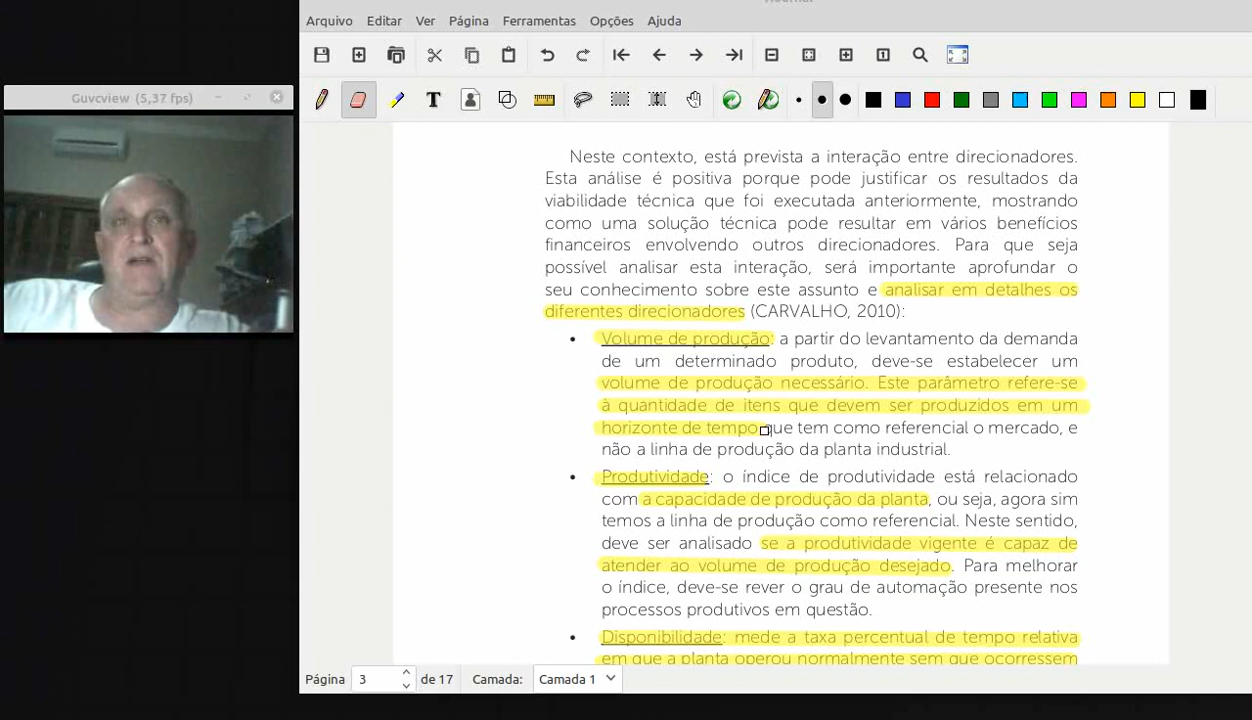 Arquivo Editar Ver Página Ferramentas Opções Ajuda
Guvcview (5,37 fps)
Neste contexto, está prevista a interação entre direcionadores.
Esta análise é positiva porque pode justificar os resultados da
viabilidade técnica que foi executada anteriormente, mostrando
como uma solução técnica pode resultar em vários benefícios
financeiros envolvendo outros direcionadores. Para que seja
possível analisar esta interação, será importante aprofundar o
seu conhecimento sobre este assunto e analisar em detalhes os
diferentes direcionadores (CARVALHO, 2010):
• Volume de produção: a partir do levantamento da demanda
de um determinado produto, deve-se estabelecer um
volume de produção necessário. Este parâmetro refere-se
à quantidade de itens que devem ser produzidos em um
horizonte de tempo que tem como referencial o mercado, e
não a linha de produção da planta industrial.
• Produtividade: o índice de produtividade está relacionado
com a capacidade de produção da planta, ou seja, agora sim
temos a linha de produção como referencial. Neste sentido,
deve ser analisado se a produtividade vigente é capaz de
atender ao volume de produção desejado. Para melhorar
o índice, deve-se rever o grau de automação presente nos
processos produtivos em questão.
• Disponibilidade: mede a taxa percentual de tempo relativa
em que a planta operou normalmente sem que ocorressem
Página 3 de 17 Camada: Camada 1